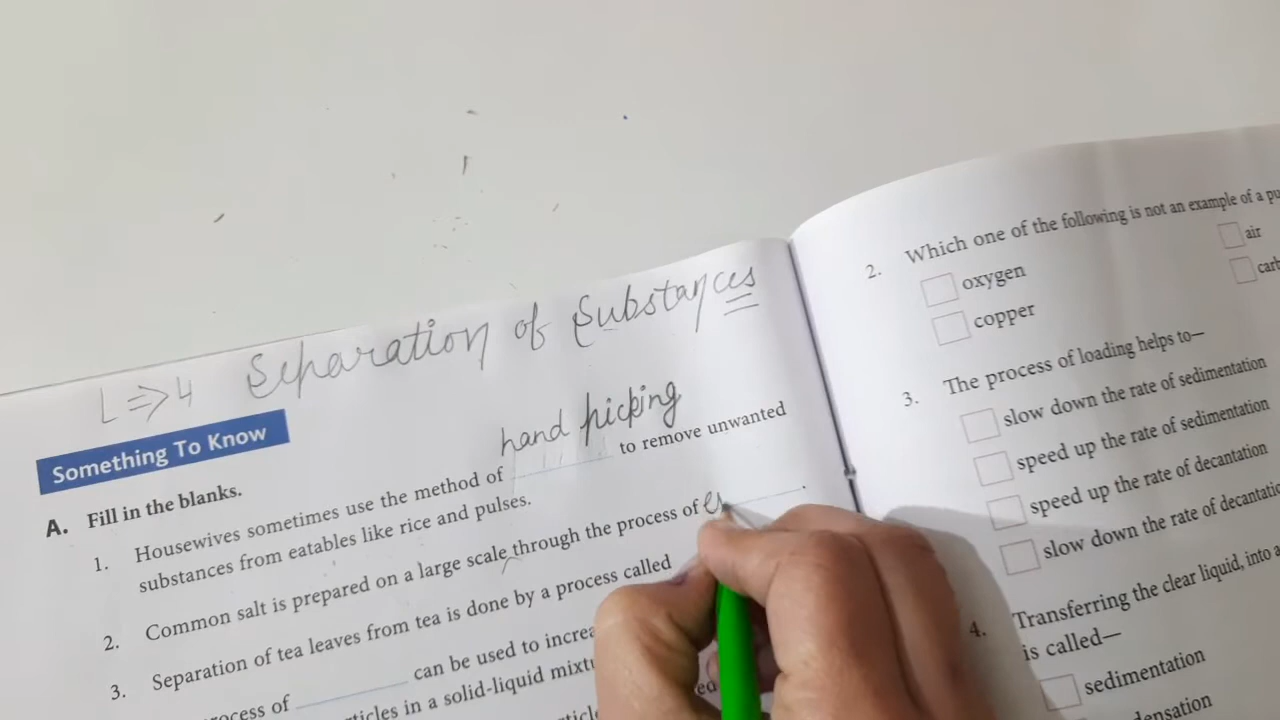 L => 4 Separation of Substances
Something To Know
A. Fill in the blanks.
hand picking
1. Housewives sometimes use the method of to remove unwanted
substances from eatables like rice and pulses.
2. Common salt is prepared on a large scale through the process of
3. Separation of tea leaves from tea is done by a process called
of can be used to
in a solid-liquid
2. Which one of the following is not an example of a
oxygen
air
copper
3. The process of loading helps to—
slow down the rate of sedimentation
speed up the rate of sedimentation
speed up the rate of decantation
slow down the rate of
4. Transferring the clear liquid, into
is called—
sedimentation